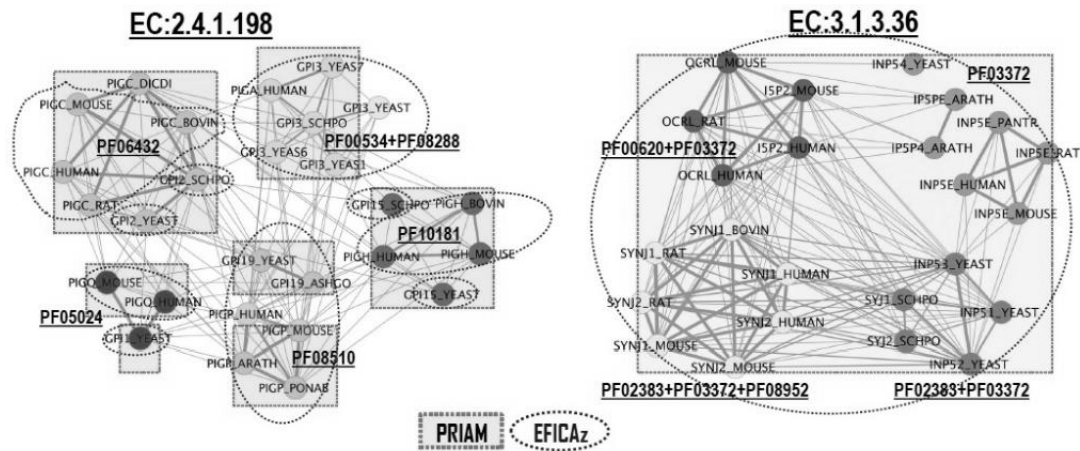 EC:2.4.1.198
EC:3.1.3.36
PIGC_DICDI
PIGC_MOUSE
PIGC_BOVIN
PF06432
PIGC_HUMAN
GPI2_SCHPO
PIGC_RAT
GPI2_YEAST
GPI3_YEAS7
PIGA_HUMAN
GPI3_YEAST
GPI3_SCHPO
PF00534+PF08288
GPI3_YEAS6
GPI3_YEAS1
GPI15_SCHPO
PIGH_BOVIN
PF10181
PIGH_HUMAN
PIGH_MOUSE
GPI15_YEAST
PIGQ_MOUSE
PIGQ_HUMAN
PF05024
GPI1_YEAST
GPI19_YEAST
GPI19_ASHGO
PIGP_HUMAN
PIGP_MOUSE
PIGP_ARATH
PF08510
PIGP_PONAB
OCRL_MOUSE
INP54_YEAST
PF03372
I5P2_MOUSE
IP5PE_ARATH
OCRL_RAT
INP5E_PANTR
PF00620+PF03372
I5P2_HUMAN
IP5P4_ARATH
INP5E_RAT
OCRL_HUMAN
INP5E_HUMAN
INP5E_MOUSE
SYNJ1_BOVIN
SYNJ1_RAT
SYNJ1_HUMAN
INP53_YEAST
SYNJ2_RAT
SYJ1_SCHPO
SYNJ2_HUMAN
INP51_YEAST
SYNJ1_MOUSE
SYJ2_SCHPO
SYNJ2_MOUSE
INP52_YEAST
PF02383+PF03372+PF08952
PF02383+PF03372
PRIAM
EFICAz